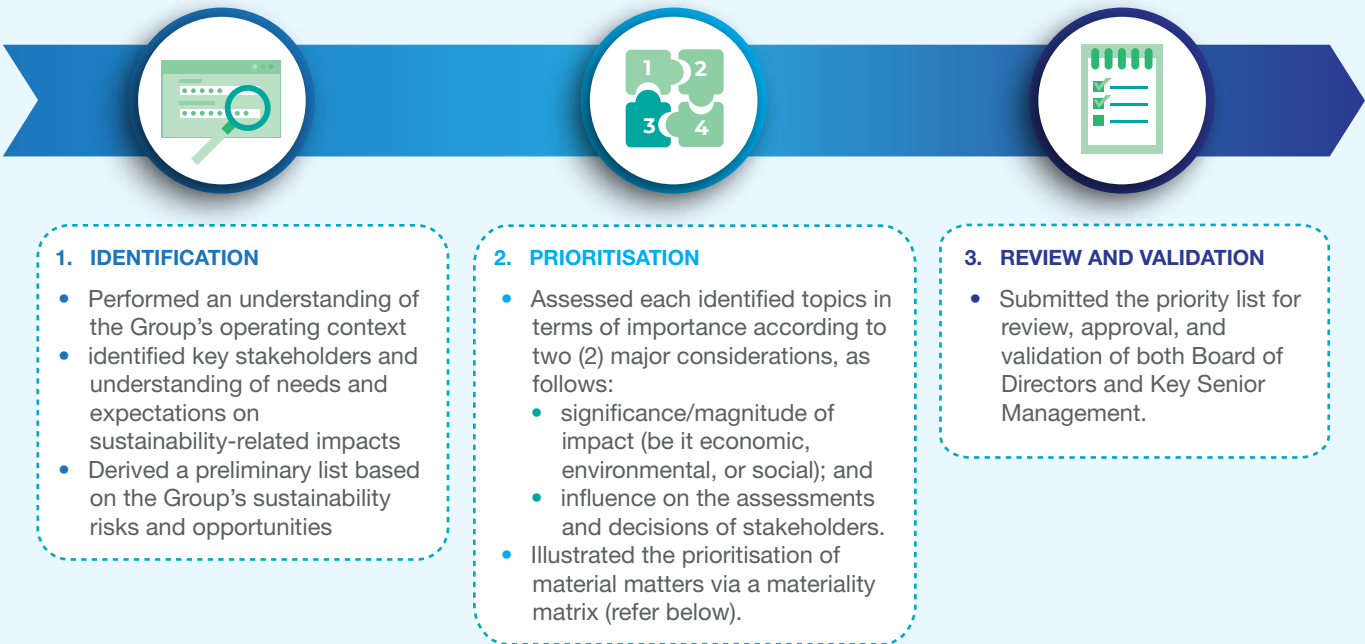 1 2
3 4
1. IDENTIFICATION
• Performed an understanding of
the Group's operating context
• identified key stakeholders and
understanding of needs and
expectations on
sustainability-related impacts
• Derived a preliminary list based
on the Group's sustainability
risks and opportunities
2. PRIORITISATION
• Assessed each identified topics in
terms of importance according to
two (2) major considerations, as
follows:
• significance/magnitude of
impact (be it economic,
environmental, or social); and
• influence on the assessments
and decisions of stakeholders.
• Illustrated the prioritisation of
material matters via a materiality
matrix (refer below).
3. REVIEW AND VALIDATION
• Submitted the priority list for
review, approval, and
validation of both Board of
Directors and Key Senior
Management.